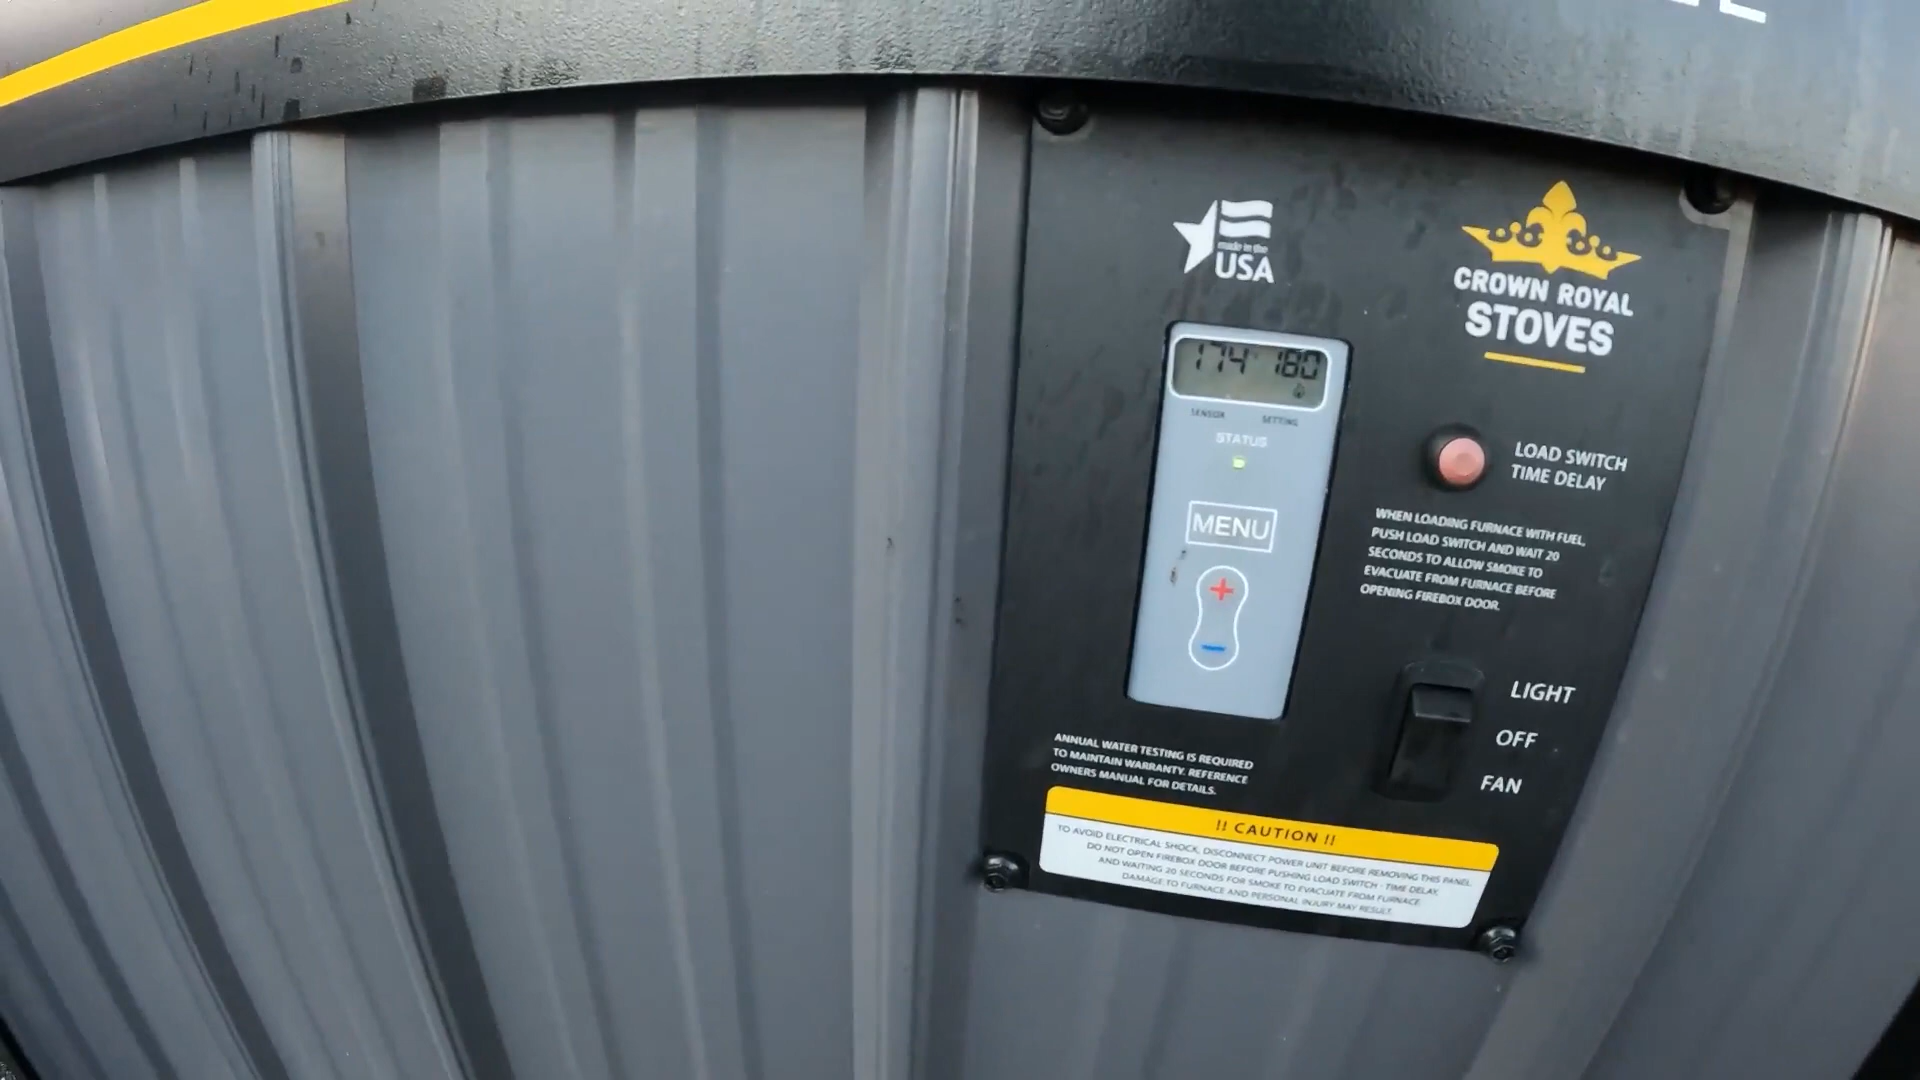 made in the
USA
CROWN ROYAL
STOVES
174 180
SENSOR SETTING
STATUS
MENU
+
-
LOAD SWITCH
TIME DELAY
WHEN LOADING FURNACE WITH FUEL,
PUSH LOAD SWITCH AND WAIT 20
SECONDS TO ALLOW SMOKE TO
EVACUATE FROM FURNACE BEFORE
OPENING FIREBOX DOOR.
LIGHT
OFF
FAN
ANNUAL WATER TESTING IS REQUIRED
TO MAINTAIN WARRANTY. REFERENCE
OWNERS MANUAL FOR DETAILS.
!! CAUTION !!
TO AVOID ELECTRICAL SHOCK, DISCONNECT POWER UNIT BEFORE REMOVING THIS PANEL.
DO NOT OPEN FIREBOX DOOR BEFORE PUSHING LOAD SWITCH - TIME DELAY,
AND WAITING 20 SECONDS FOR SMOKE TO EVACUATE FROM FURNACE.
DAMAGE TO FURNACE AND PERSONAL INJURY MAY RESULT.